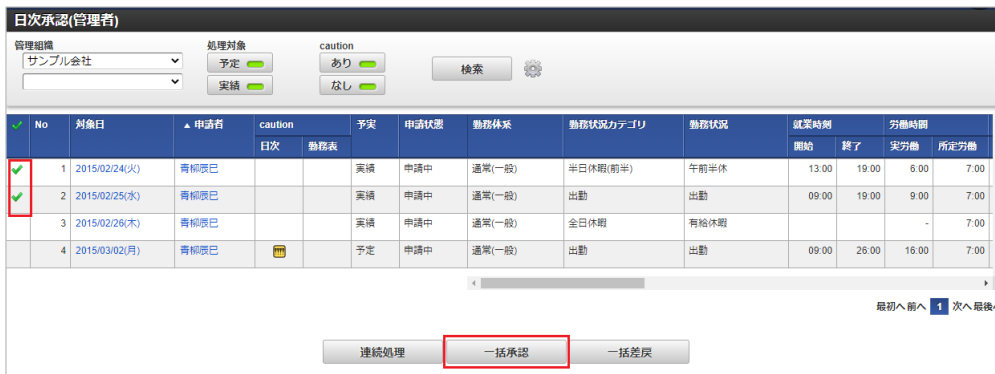 日次承認(管理者)
管理組織 処理対象 caution
サンプル会社 予定 あり 検索
実績 なし
No 対象日 ▲ 申請者 caution 予実 申請状態 勤務体系 勤務状況カテゴリ 勤務状況 就業時刻 労働時間
日次 勤務表 開始 終了 実労働 所定労働
1 2015/02/24(火) 青柳辰巳 実績 申請中 通常(一般) 半日休暇(前半) 午前半休 13:00 19:00 6:00 7:00
2 2015/02/25(水) 青柳辰巳 実績 申請中 通常(一般) 出勤 出勤 09:00 19:00 9:00 7:00
3 2015/02/26(木) 青柳辰巳 実績 申請中 通常(一般) 全日休暇 有給休暇 - 7:00
4 2015/03/02(月) 青柳辰巳 予定 申請中 通常(一般) 出勤 出勤 09:00 26:00 16:00 7:00
最初へ 前へ 1 次へ 最後へ
連続処理 一括承認 一括差戻